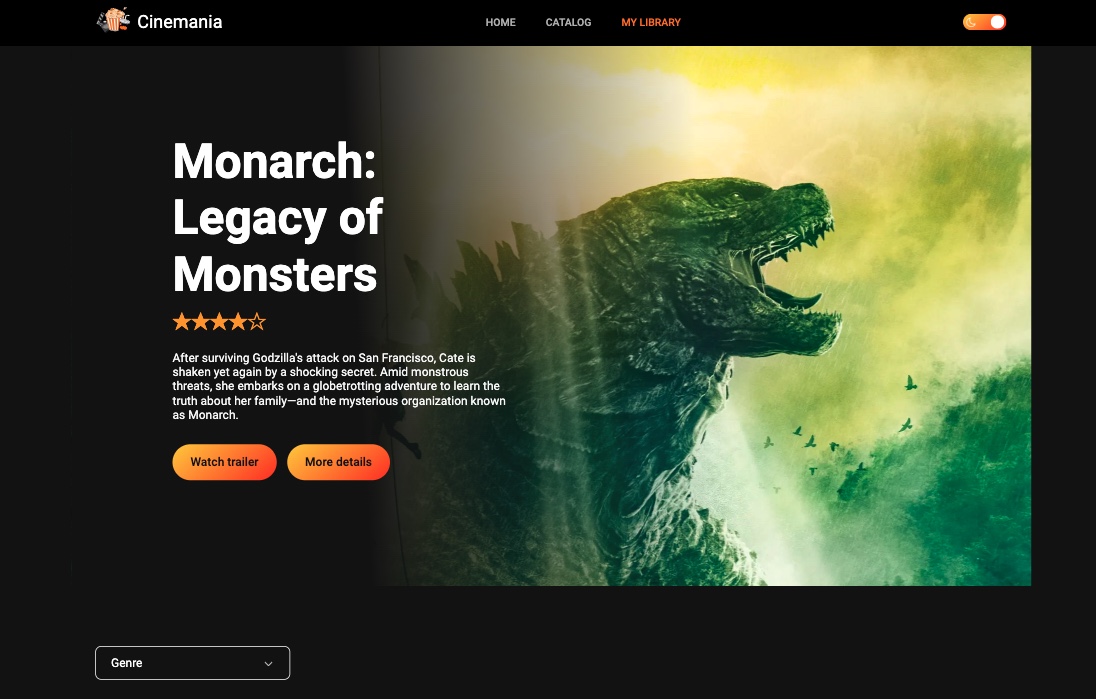 Cinemania
HOME
CATALOG
MY LIBRARY
Monarch:
Legacy of
Monsters
After surviving Godzilla's attack on San Francisco, Cate is
shaken yet again by a shocking secret. Amid monstrous
threats, she embarks on a globetrotting adventure to learn the
truth about her family—and the mysterious organization known
as Monarch.
Watch trailer
More details
Genre